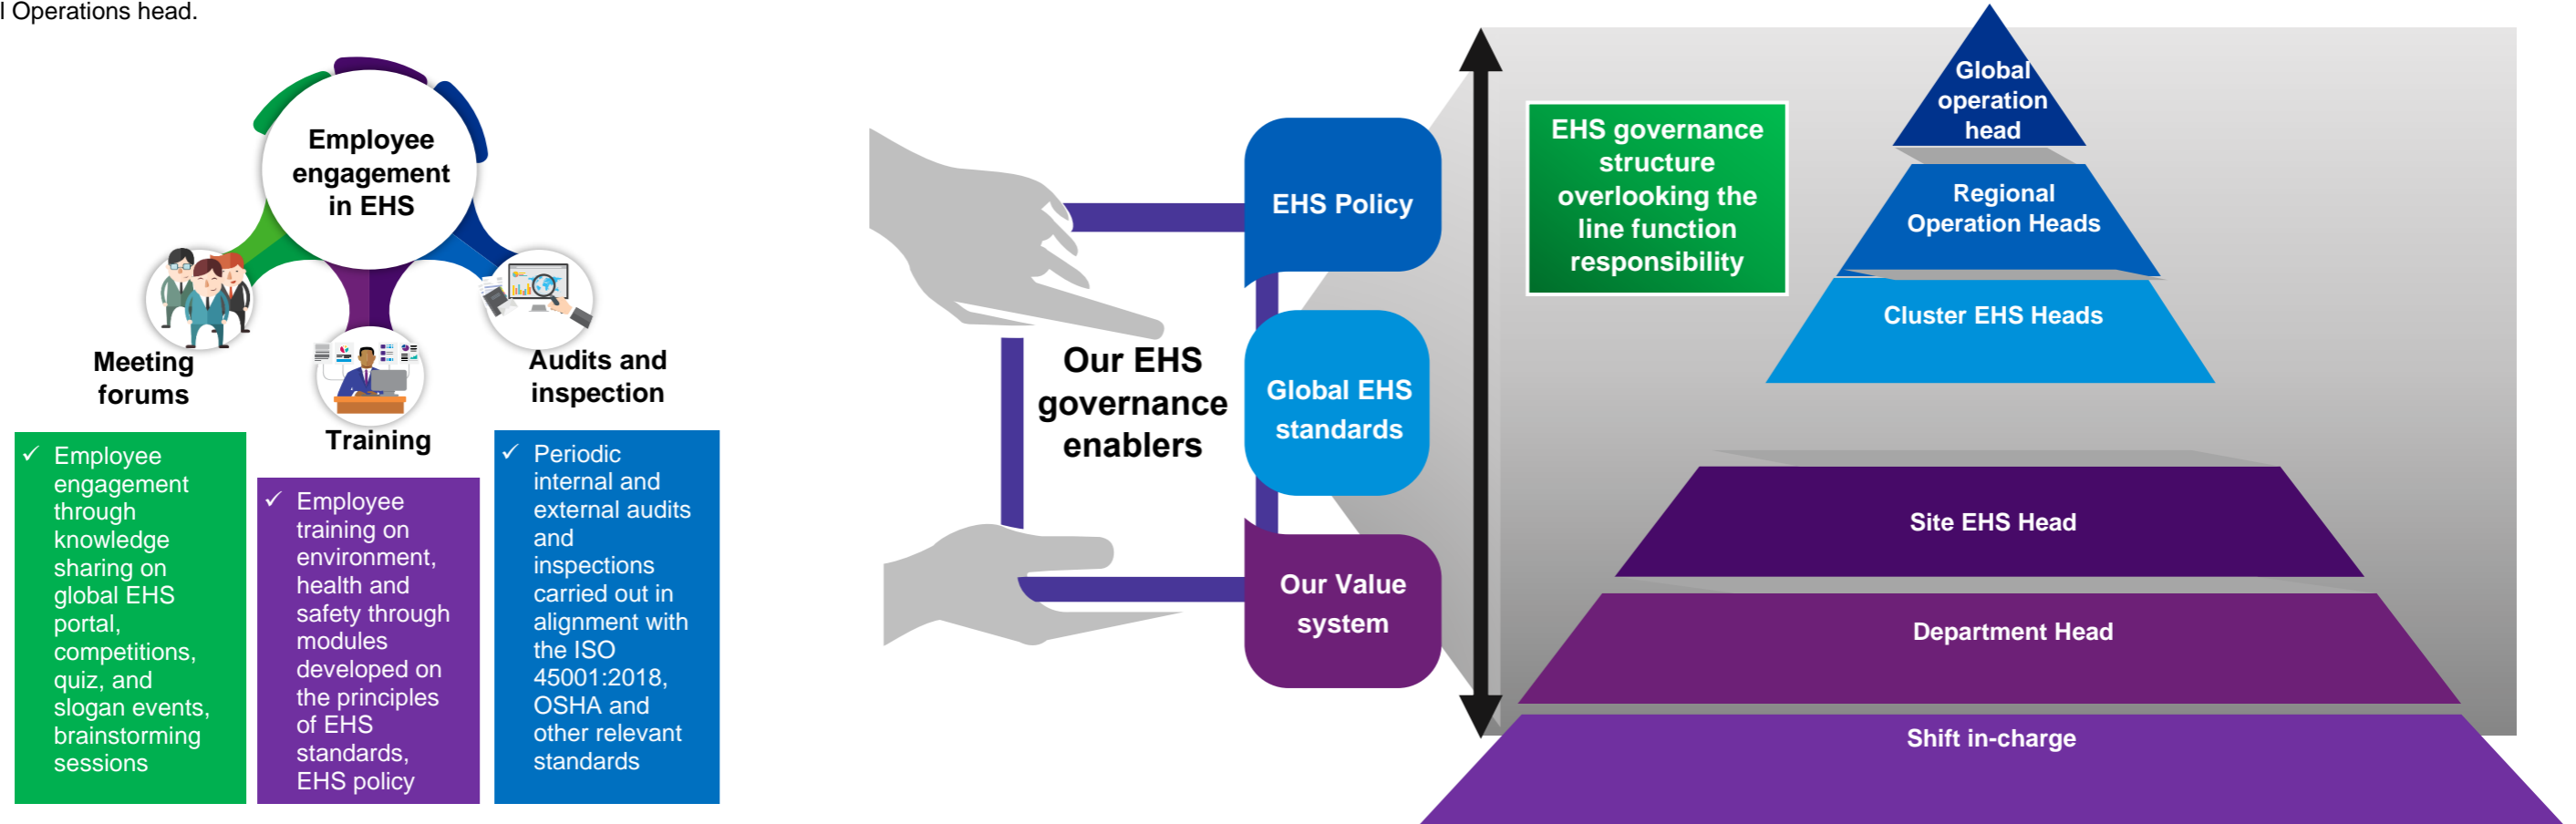 l Operations head.
Employee
engagement
in EHS
Meeting
forums
Training
Audits and
inspection
✓ Employee
engagement
through
knowledge
sharing on
global EHS
portal,
competitions,
quiz, and
slogan events,
brainstorming
sessions
✓ Employee
training on
environment,
health and
safety through
modules
developed on
the principles
of EHS
standards,
EHS policy
✓ Periodic
internal and
external audits
and
inspections
carried out in
alignment with
the ISO
45001:2018,
OSHA and
other relevant
standards
Our EHS
governance
enablers
EHS Policy
Global EHS
standards
Our Value
system
EHS governance
structure
overlooking the
line function
responsibility
Global
operation
head
Regional
Operation Heads
Cluster EHS Heads
Site EHS Head
Department Head
Shift in-charge